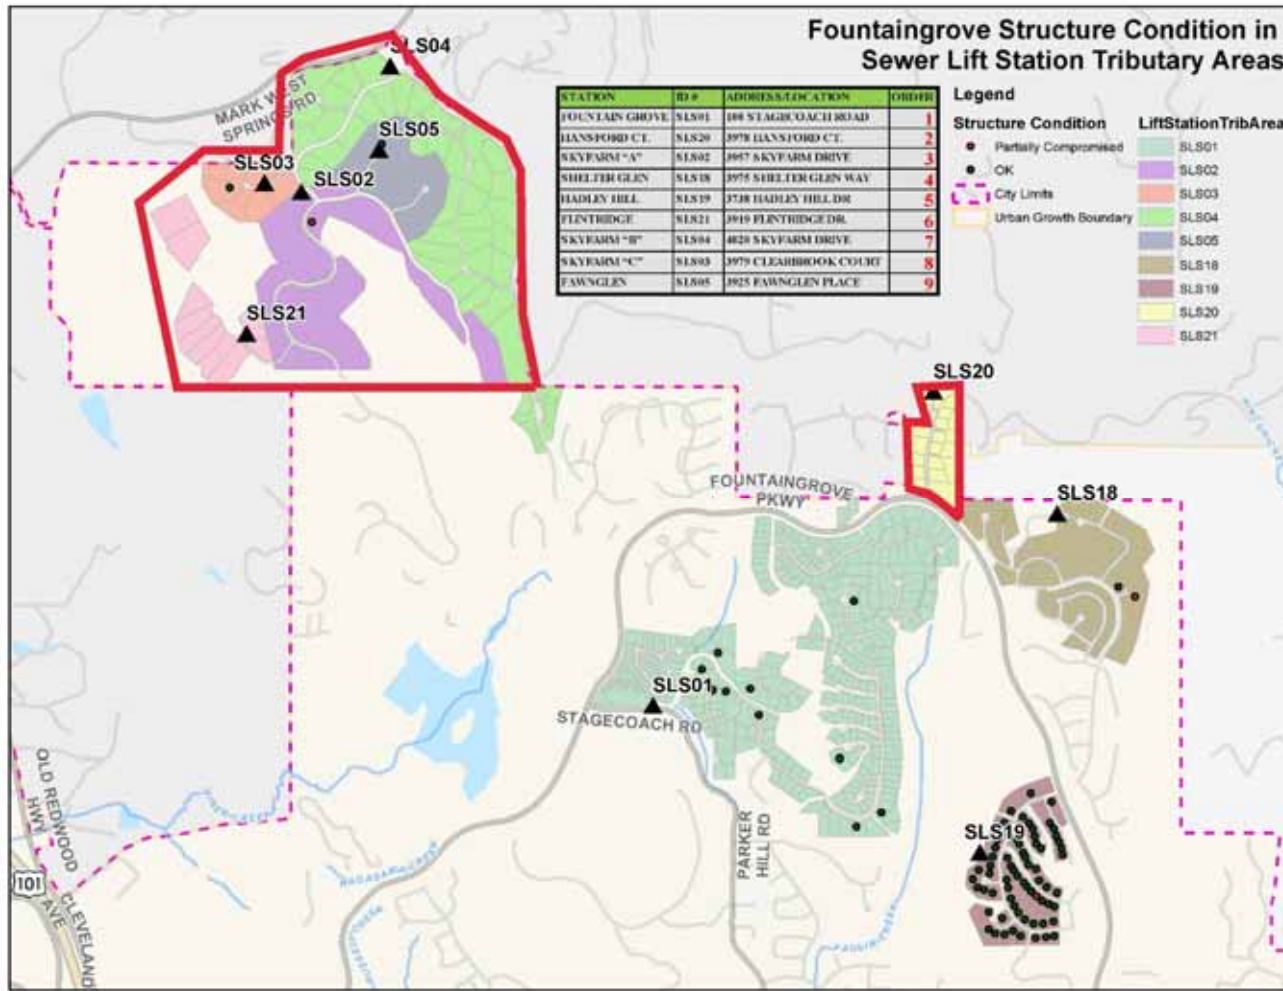 Fountaingrove Structure Condition in
Sewer Lift Station Tributary Areas
STATION ID # ADDRESS/LOCATION ORDER
FOUNTAIN GROVE SLS01 100 STAGECOACH ROAD 1
HANSFORD CT. SLS20 3978 HANSFORD CT. 2
SKYFARM "A" SLS02 3957 SKYFARM DRIVE 3
SHELTER GLEN SLS18 3975 SHELTER GLEN WAY 4
HADLEY HILL SLS19 3738 HADLEY HILL DR 5
FLINTRIDGE SLS21 3919 FLINTRIDGE DR. 6
SKYFARM "B" SLS04 4020 SKYFARM DRIVE 7
SKYFARM "C" SLS03 3979 CLEARBROOK COURT 8
FAWNGLEN SLS05 3925 FAWNGLEN PLACE 9
Legend
Structure Condition
Partially Compromised
OK
City Limits
Urban Growth Boundary
LiftStationTribArea
SLS01
SLS02
SLS03
SLS04
SLS05
SLS18
SLS19
SLS20
SLS21
SLS04
MARK WEST
SPRINGS RD
SLS05
SLS03
SLS02
SLS21
SLS20
FOUNTAINGROVE
PKWY
SLS18
SLS01
STAGECOACH RD
SLS19
PARKER
HILL RD
OLD REDWOOD
HWY
101
CLEVELAND
AVE